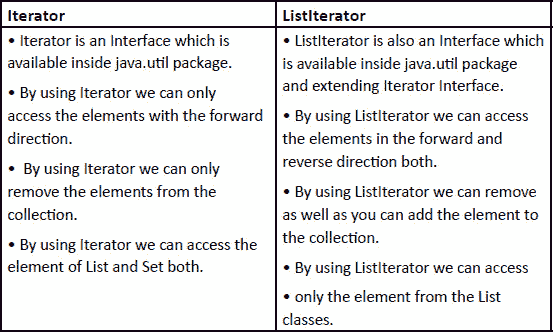 Iterator
• Iterator is an Interface which is
available inside java.util package.
• By using Iterator we can only
access the elements with the forward
direction.
• By using Iterator we can only
remove the elements from the
collection.
• By using Iterator we can access the
element of List and Set both.
ListIterator
• ListIterator is also an Interface which
is available inside java.util package
and extending Iterator Interface.
• By using ListIterator we can access
the elements in the forward and
reverse direction both.
• By using ListIterator we can remove
as well as you can add the element to
the collection.
• By using ListIterator we can access
• only the element from the List
classes.